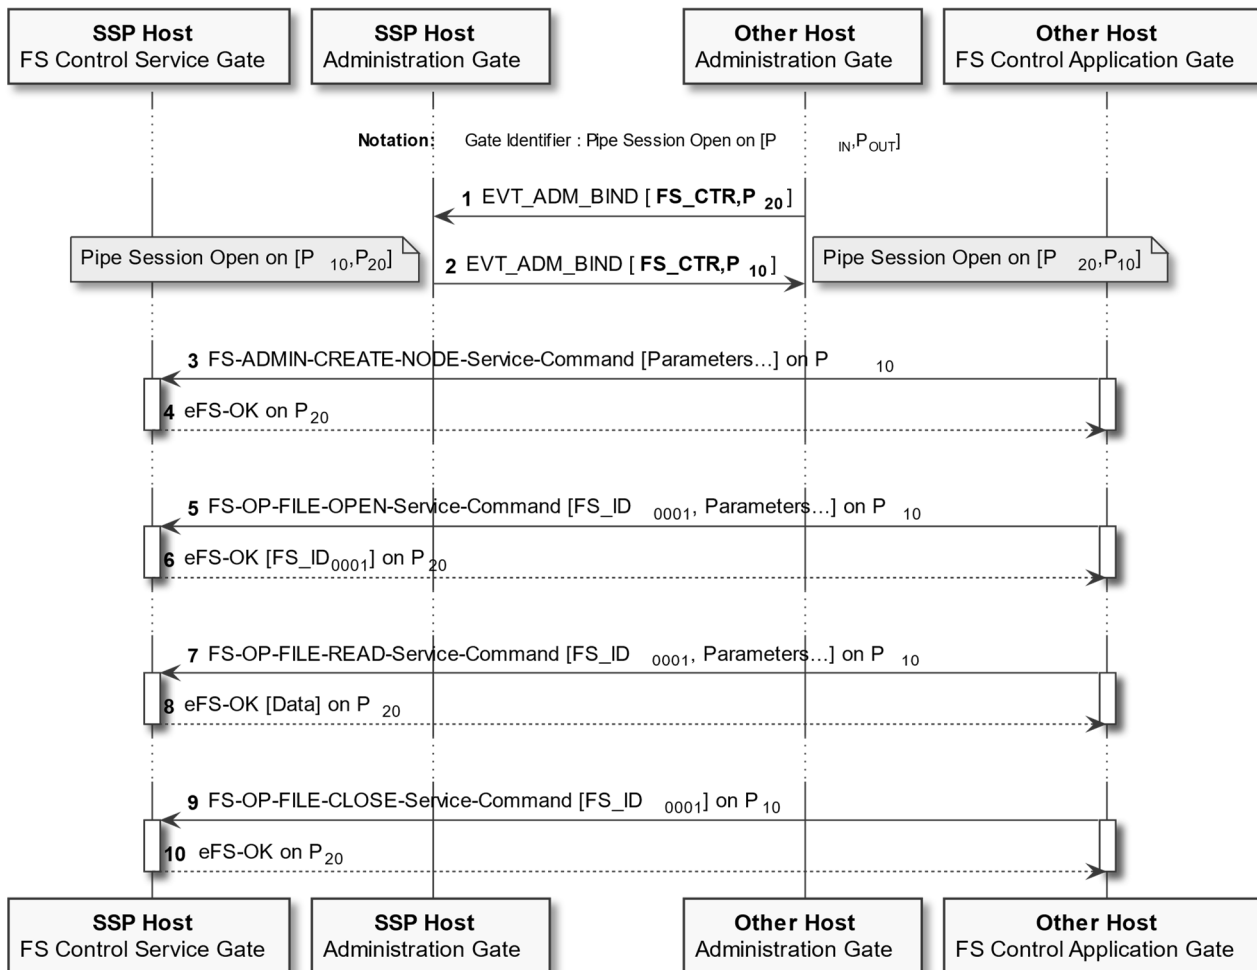 SSP Host
FS Control Service Gate
SSP Host
Administration Gate
Other Host
Administration Gate
Other Host
FS Control Application Gate
Notation: Gate Identifier : Pipe Session Open on [P IN,POUT]
1 EVT_ADM_BIND [ FS_CTR,P 20 ]
Pipe Session Open on [P 10,P20]
2 EVT_ADM_BIND [ FS_CTR,P 10 ]
Pipe Session Open on [P 20,P10]
3 FS-ADMIN-CREATE-NODE-Service-Command [Parameters...] on P 10
4 eFS-OK on P20
5 FS-OP-FILE-OPEN-Service-Command [FS_ID 0001, Parameters...] on P 10
6 eFS-OK [FS_ID0001] on P20
7 FS-OP-FILE-READ-Service-Command [FS_ID 0001, Parameters...] on P 10
8 eFS-OK [Data] on P 20
9 FS-OP-FILE-CLOSE-Service-Command [FS_ID 0001] on P10
10 eFS-OK on P20
SSP Host
FS Control Service Gate
SSP Host
Administration Gate
Other Host
Administration Gate
Other Host
FS Control Application Gate